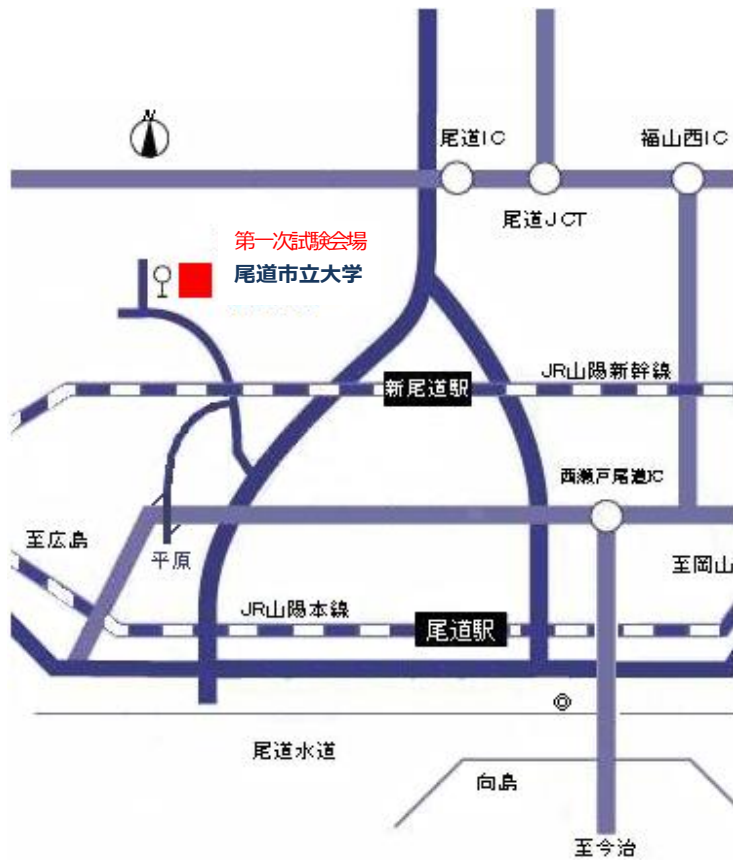 N
尾道IC
福山西IC
尾道JCT
第一次試験会場
尾道市立大学
JR山陽新幹線
新尾道駅
西瀬戸尾道IC
至広島
平原
至岡山
JR山陽本線
尾道駅
尾道水道
向島
至今治